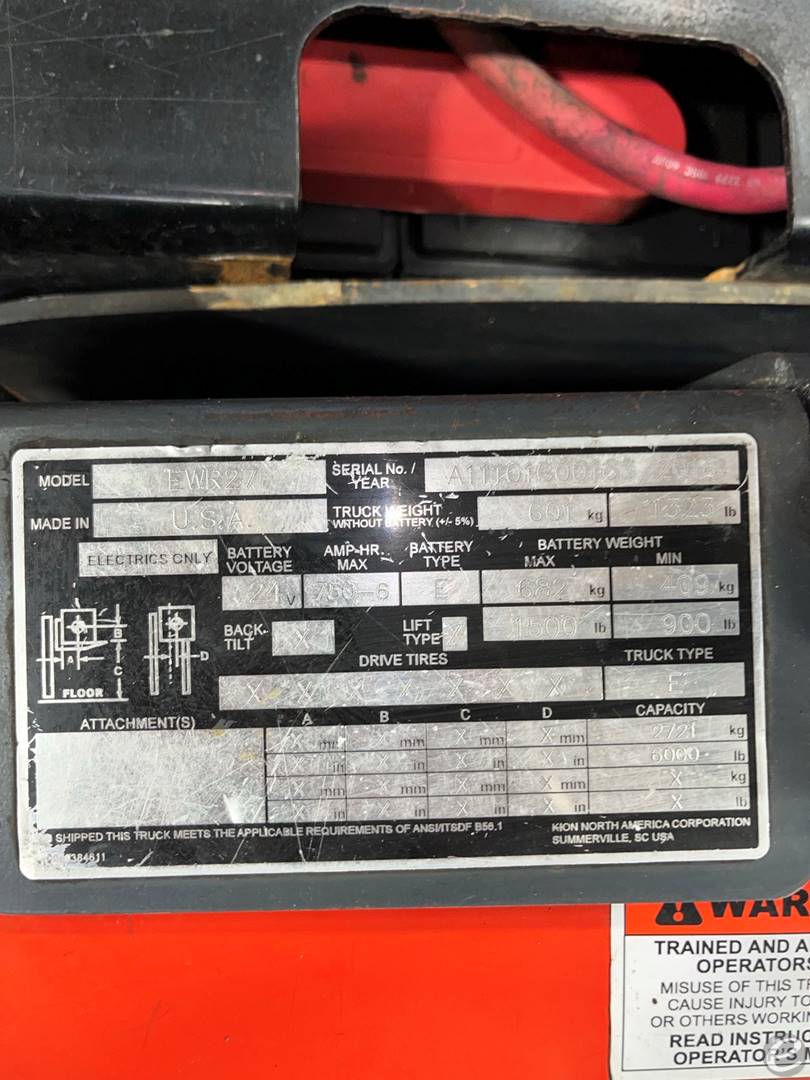 MODEL EWR27 SERIAL No. / YEAR
MADE IN U.S.A. TRUCK WEIGHT WITHOUT BATTERY (+/- 5%) 601 kg 1323 lb
ELECTRICS ONLY BATTERY VOLTAGE AMP-HR. MAX BATTERY TYPE BATTERY WEIGHT
MAX MIN
24 V 750-6 E 682 kg 409 kg
BACK-TILT X LIFT TYPE 1500 lb 900 lb
DRIVE TIRES TRUCK TYPE
X X X X X X X E
A B C D
A B C
FLOOR
D
ATTACHMENT(S) CAPACITY
X mm X mm X mm X mm 2721 kg
X in X in X in X in 6000 lb
X mm X mm X mm X mm X kg
X in X in X in X in X lb
SHIPPED THIS TRUCK MEETS THE APPLICABLE REQUIREMENTS OF ANSI/ITSDF B56.1
KION NORTH AMERICA CORPORATION
SUMMERVILLE, SC USA
WAR
TRAINED AND A
OPERATORS
MISUSE OF THIS TR
CAUSE INJURY TO
OR OTHERS WORKIN
READ INSTRUC
OPERATOR'S M